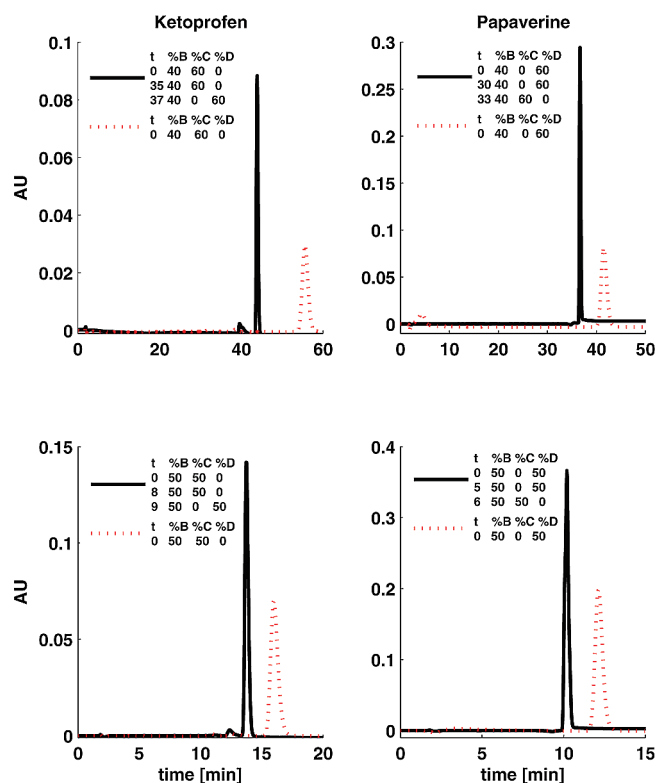 Ketoprofen
Papaverine
0.1
0.08
0.06
0.04
0.02
0
AU
t %B %C %D
0 40 60 0
35 40 60 0
37 40 0 60
t %B %C %D
0 40 60 0
0 20 40 60
0.3
0.25
0.2
0.15
0.1
0.05
0
t %B %C %D
0 40 0 60
30 40 0 60
33 40 60 0
t %B %C %D
0 40 0 60
0 10 20 30 40 50
0.15
0.1
0.05
0
AU
t %B %C %D
0 50 50 0
8 50 50 0
9 50 0 50
t %B %C %D
0 50 50 0
0 5 10 15 20
time [min]
0.4
0.3
0.2
0.1
0
t %B %C %D
0 50 0 50
5 50 0 50
6 50 50 0
t %B %C %D
0 50 0 50
0 5 10 15
time [min]